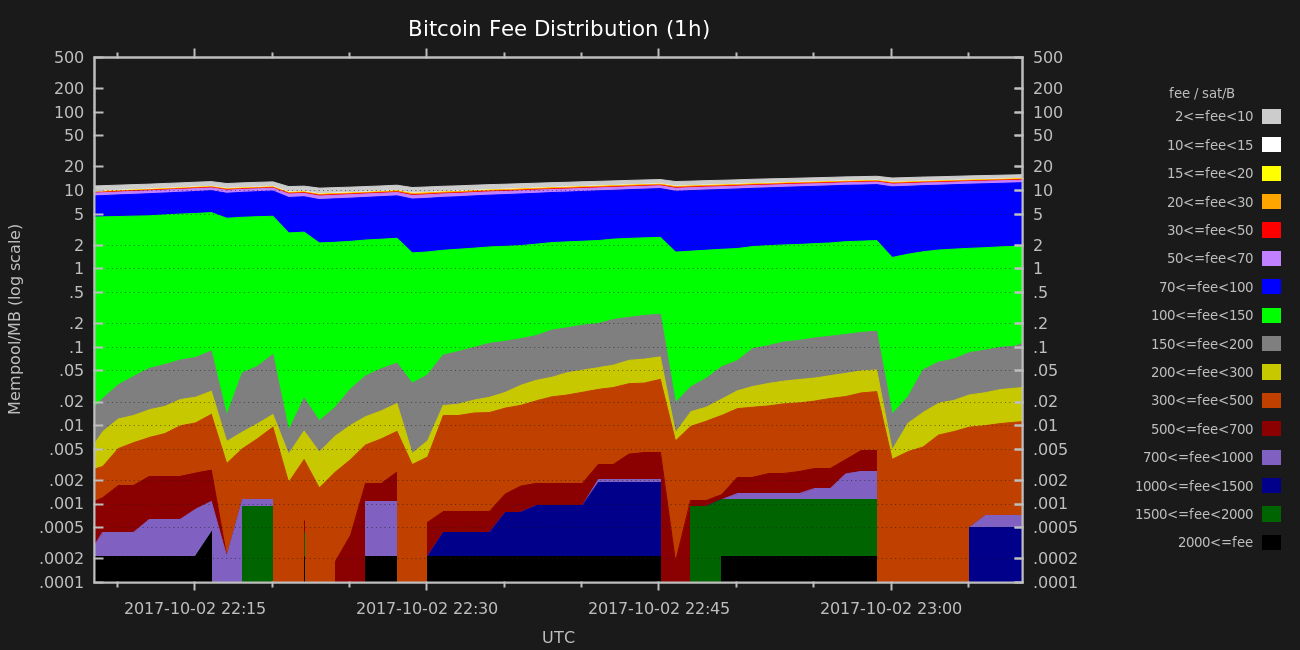 Bitcoin Fee Distribution (1h)
500
200
100
50
20
10
5
2
1
.5
.2
.1
.05
.02
.01
.005
.002
.001
.0005
.0002
.0001
Mempool/MB (log scale)
500
200
100
50
20
10
5
2
1
.5
.2
.1
.05
.02
.01
.005
.002
.001
.0005
.0002
.0001
fee / sat/B
2<=fee<10
10<=fee<15
15<=fee<20
20<=fee<30
30<=fee<50
50<=fee<70
70<=fee<100
100<=fee<150
150<=fee<200
200<=fee<300
300<=fee<500
500<=fee<700
700<=fee<1000
1000<=fee<1500
1500<=fee<2000
2000<=fee
2017-10-02 22:15
2017-10-02 22:30
2017-10-02 22:45
2017-10-02 23:00
UTC